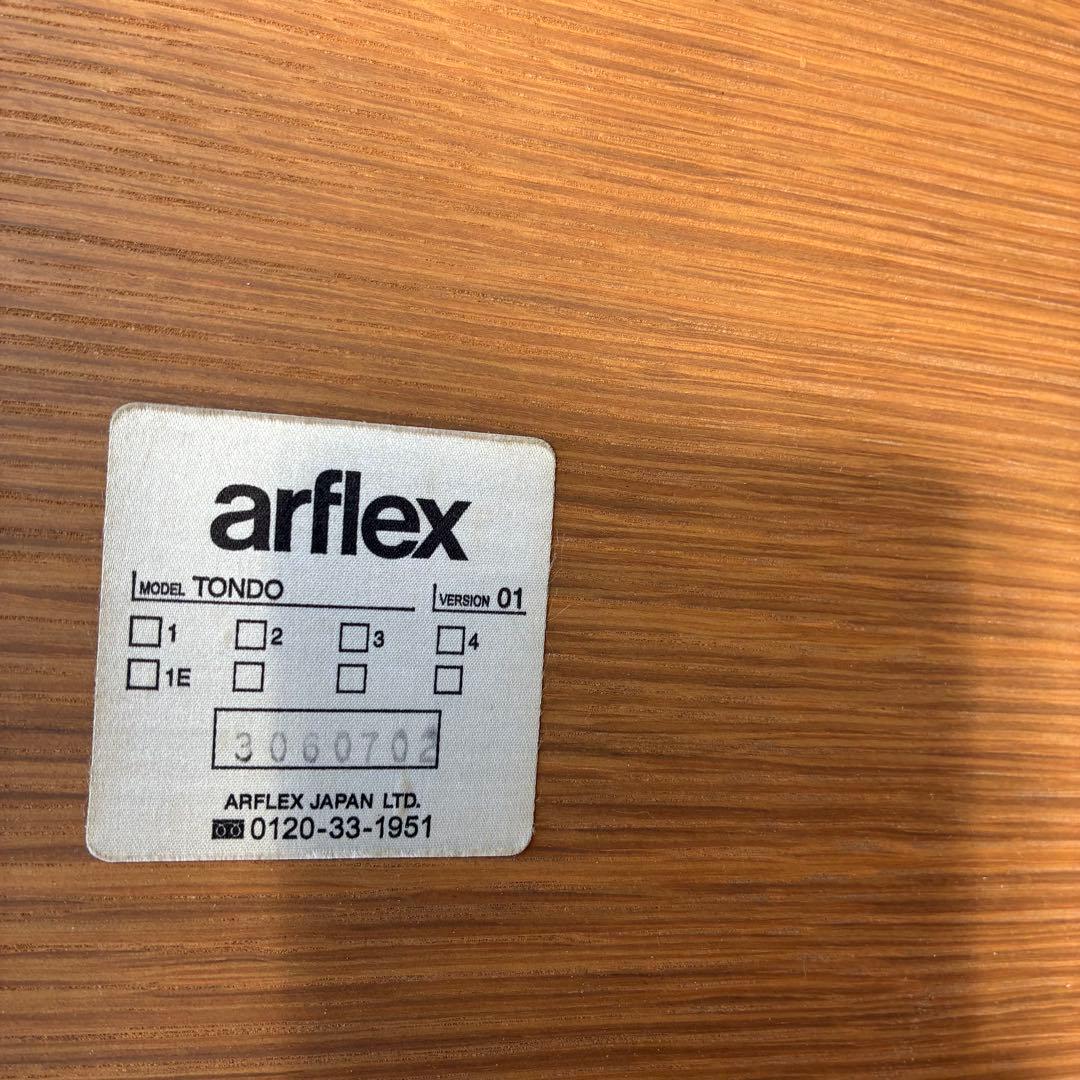 arflex
MODEL TONDO VERSION 01
1 2 3 4
1E
3060702
ARFLEX JAPAN LTD.
0120-33-1951